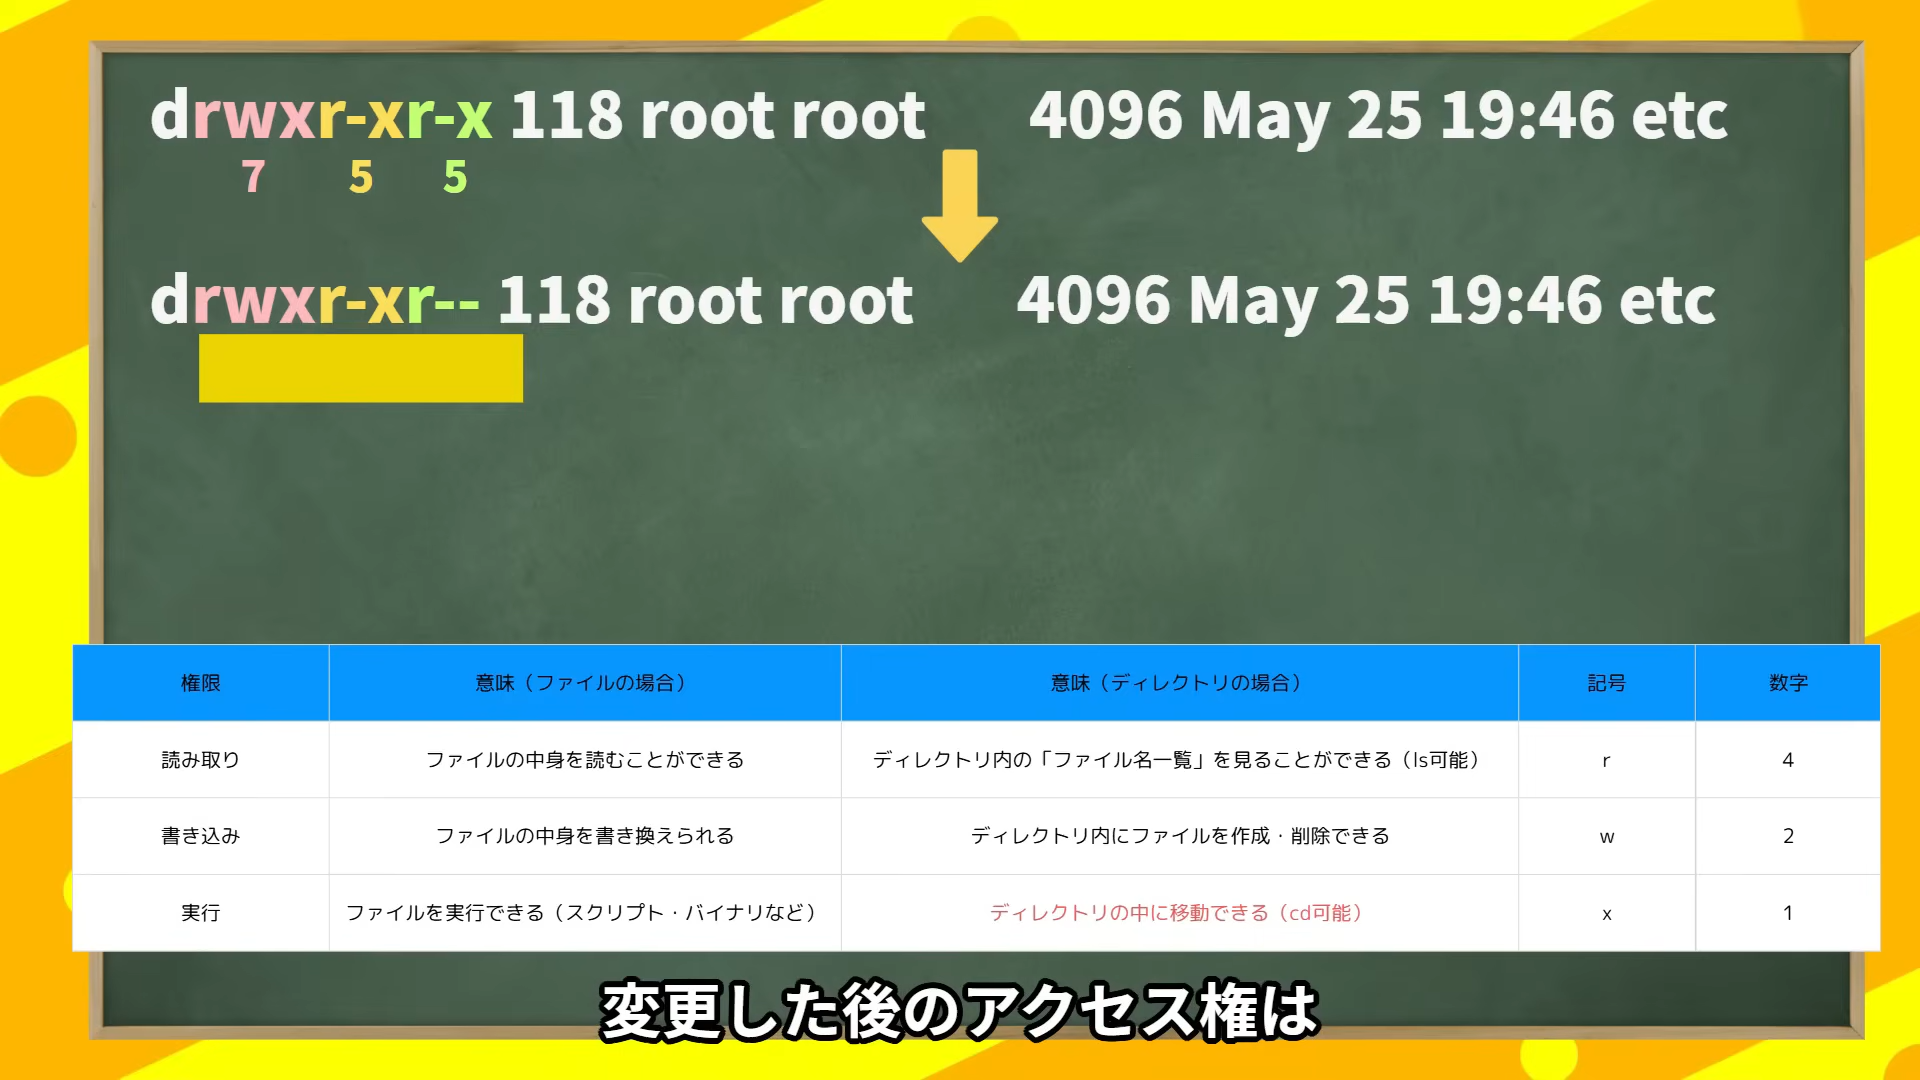 drwxr-xr-x 118 root root 4096 May 25 19:46 etc
7 5 5
drwxr-xr-- 118 root root 4096 May 25 19:46 etc
権限 意味（ファイルの場合） 意味（ディレクトリの場合） 記号 数字
読み取り ファイルの中身を読むことができる ディレクトリ内の「ファイル名一覧」を見ることができる（ls可能） r 4
書き込み ファイルの中身を書き換えられる ディレクトリ内にファイルを作成・削除できる w 2
実行 ファイルを実行できる（スクリプト・バイナリなど） ディレクトリの中に移動できる（cd可能） x 1
変更した後のアクセス権は